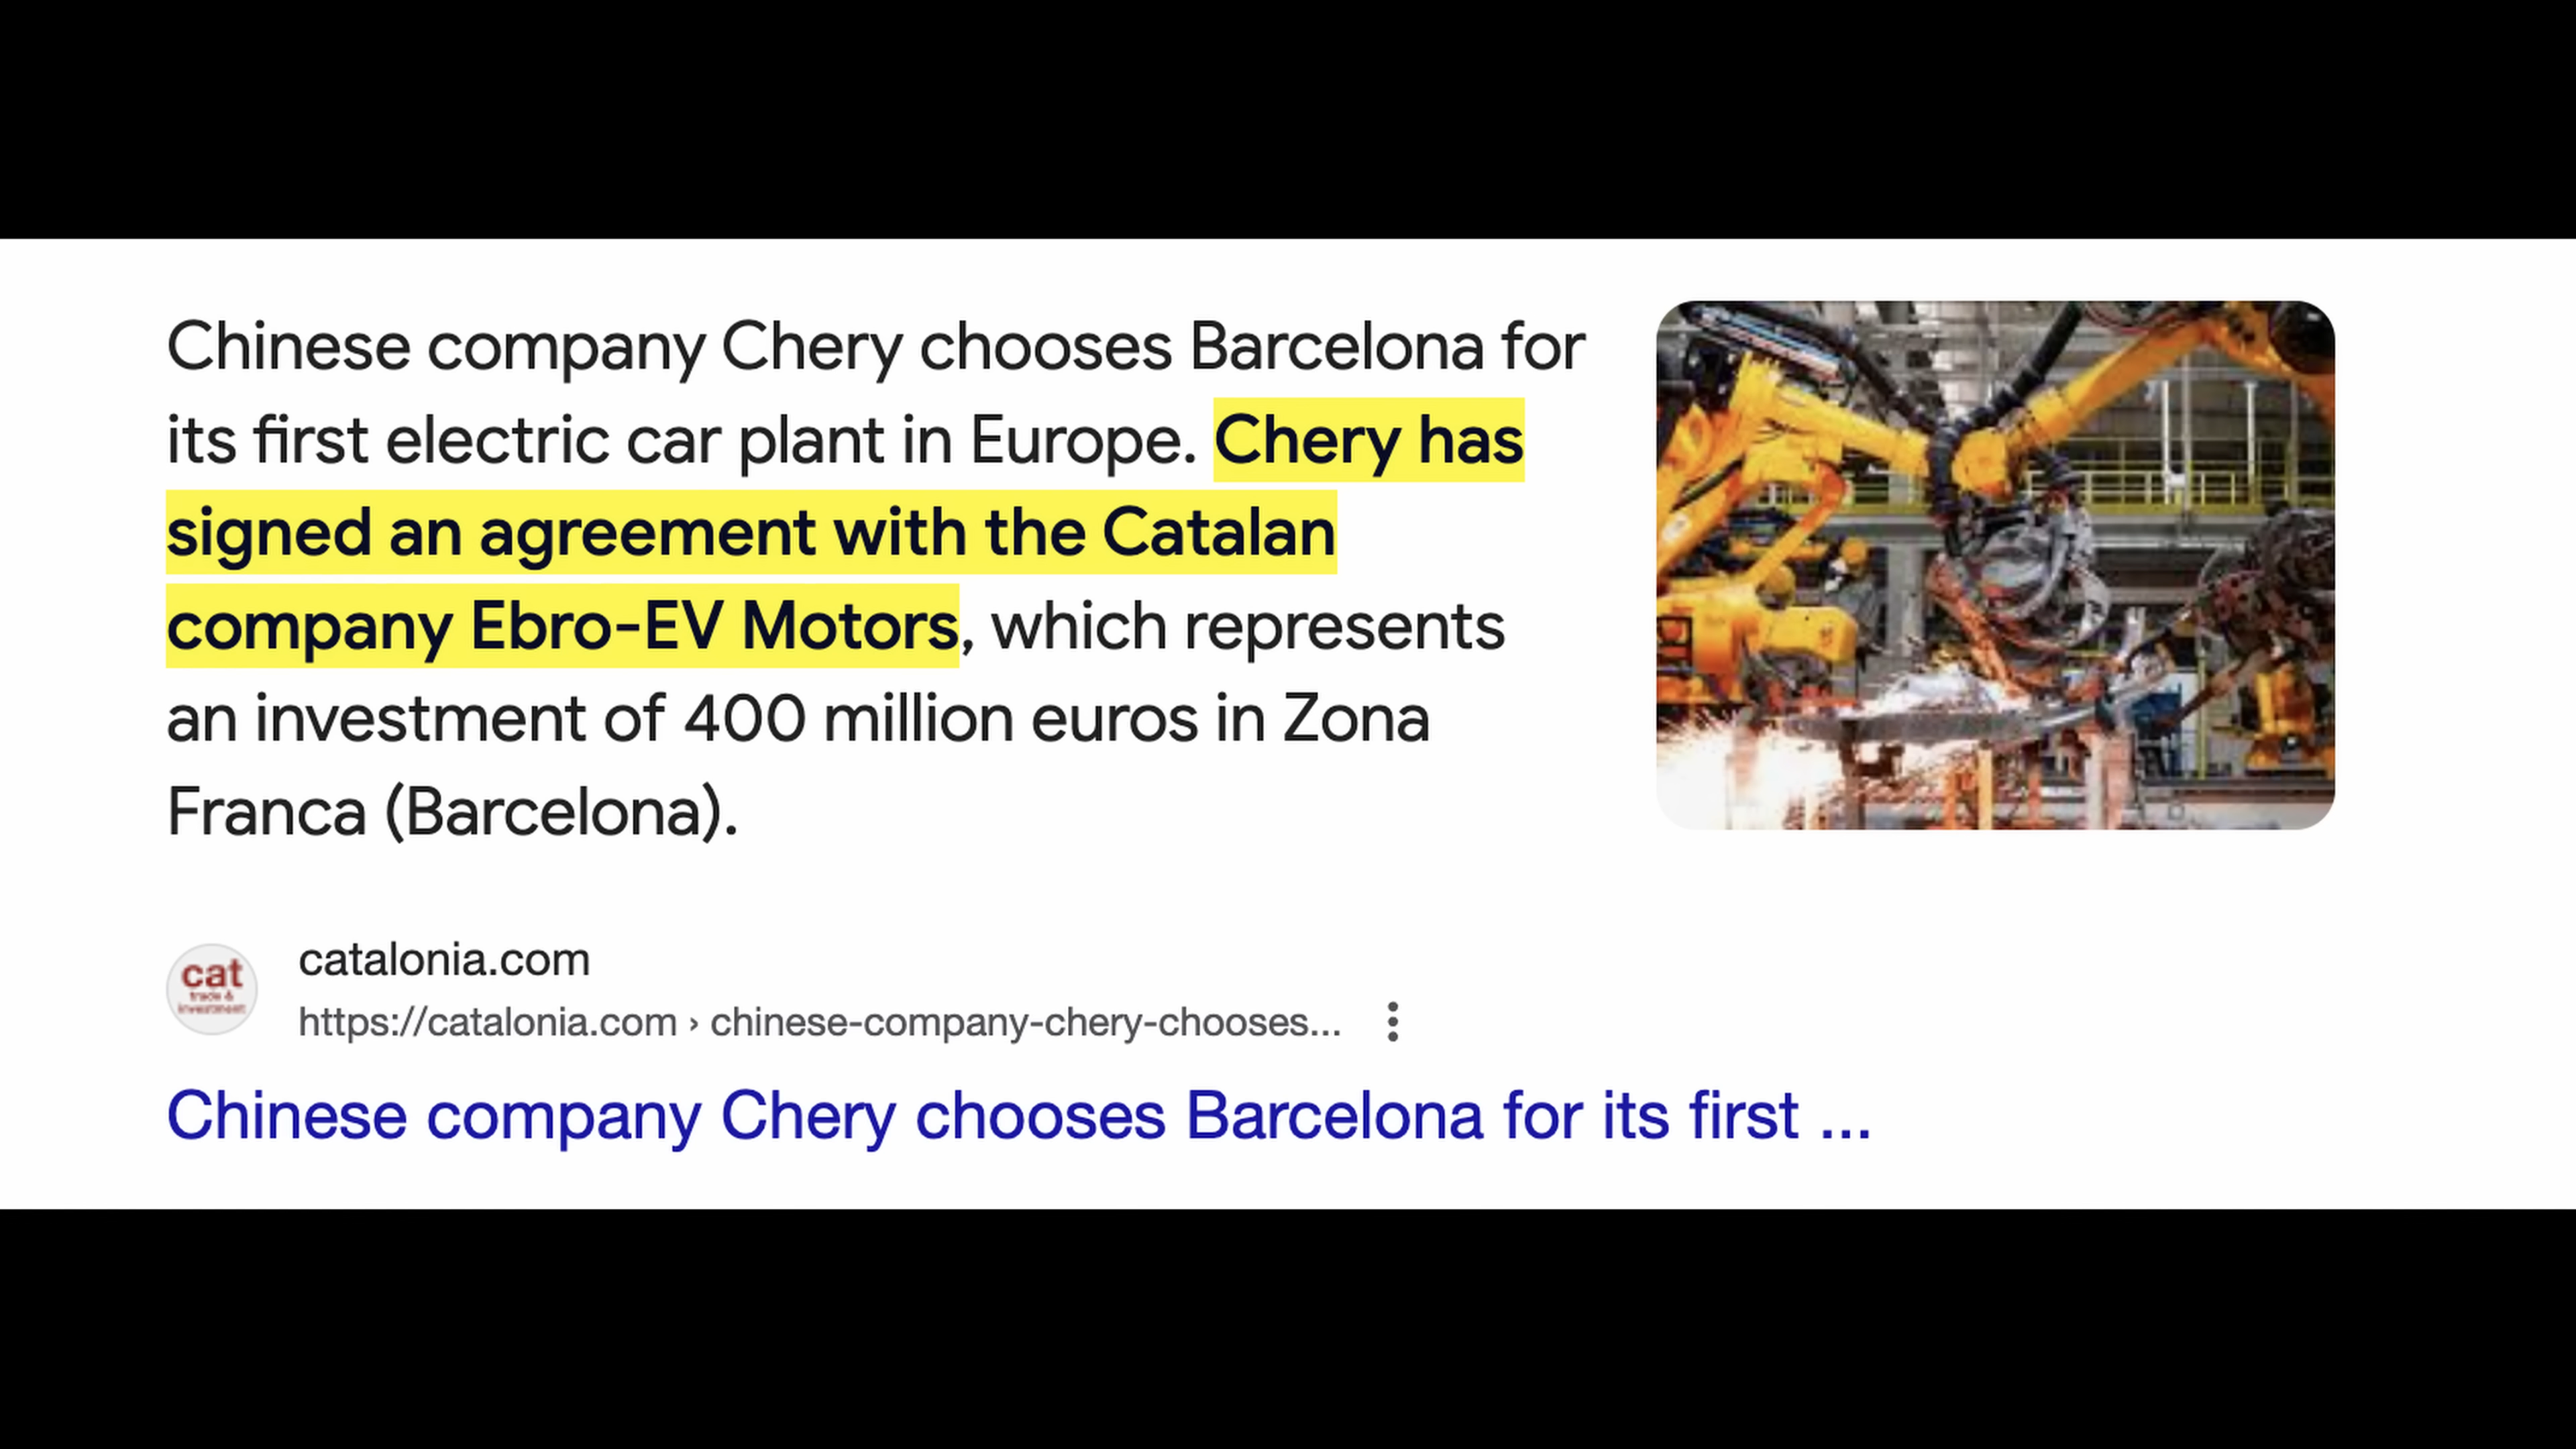 Chinese company Chery chooses Barcelona for
its first electric car plant in Europe. Chery has
signed an agreement with the Catalan
company Ebro-EV Motors, which represents
an investment of 400 million euros in Zona
Franca (Barcelona).
cat
trade &
investment
catalonia.com
https://catalonia.com › chinese-company-chery-chooses...
Chinese company Chery chooses Barcelona for its first ...